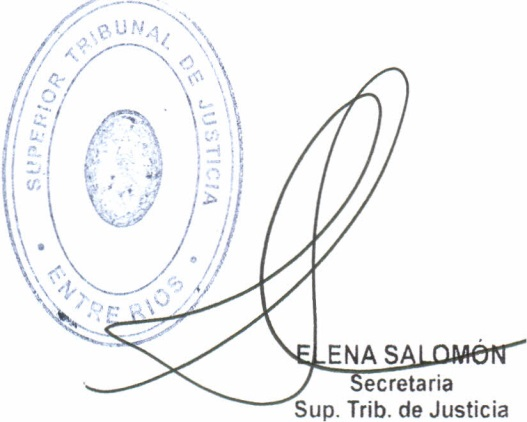 SUPERIOR TRIBUNAL DE JUSTICIA
ENTRE RIOS
ELENA SALOMÓN
Secretaria
Sup. Trib. de Justicia